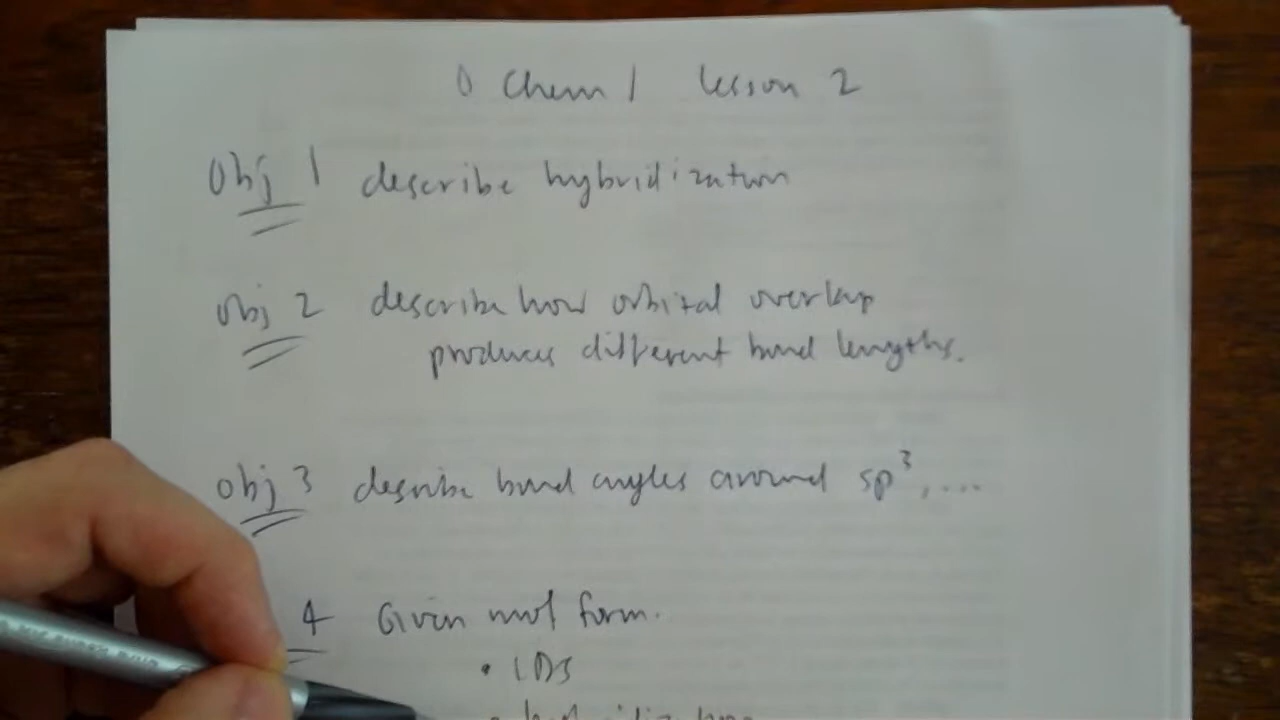 O Chem 1 lesson 2
Obj 1 describe hybridization
Obj 2 describe how orbital overlap
produces different bond lengths.
Obj 3 describe bond angles around sp³, ....
4 Given mol form.
• LDS